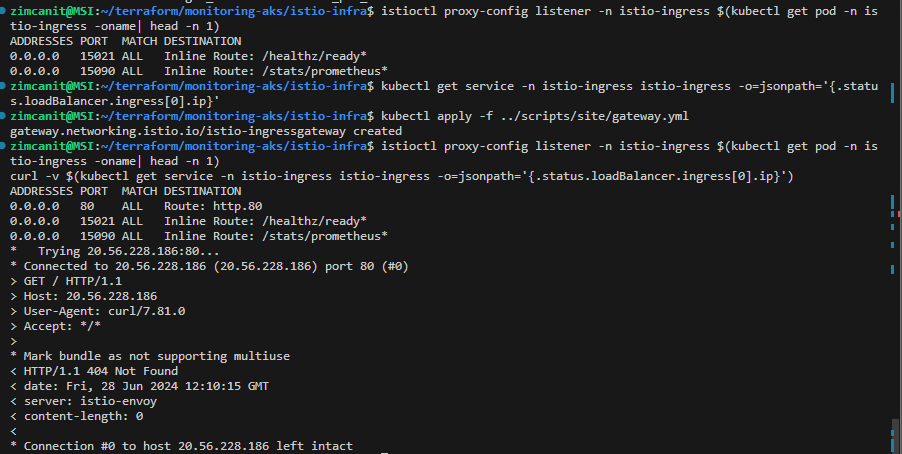 zimcanit@MSI:~/terraform/monitoring-aks/istio-infra$ istioctl proxy-config listener -n istio-ingress $(kubectl get pod -n is
tio-ingress -oname| head -n 1)
ADDRESSES PORT  MATCH DESTINATION
0.0.0.0   15021 ALL   Inline Route: /healthz/ready*
0.0.0.0   15090 ALL   Inline Route: /stats/prometheus*
zimcanit@MSI:~/terraform/monitoring-aks/istio-infra$ kubectl get service -n istio-ingress istio-ingress -o=jsonpath='{.statu
s.loadBalancer.ingress[0].ip}'
zimcanit@MSI:~/terraform/monitoring-aks/istio-infra$ kubectl apply -f ../scripts/site/gateway.yml
gateway.networking.istio.io/istio-ingressgateway created
zimcanit@MSI:~/terraform/monitoring-aks/istio-infra$ istioctl proxy-config listener -n istio-ingress $(kubectl get pod -n is
tio-ingress -oname| head -n 1)
curl -v $(kubectl get service -n istio-ingress istio-ingress -o=jsonpath='{.status.loadBalancer.ingress[0].ip}')
ADDRESSES PORT  MATCH DESTINATION
0.0.0.0   80    ALL   Route: http.80
0.0.0.0   15021 ALL   Inline Route: /healthz/ready*
0.0.0.0   15090 ALL   Inline Route: /stats/prometheus*
*   Trying 20.56.228.186:80...
* Connected to 20.56.228.186 (20.56.228.186) port 80 (#0)
> GET / HTTP/1.1
> Host: 20.56.228.186
> User-Agent: curl/7.81.0
> Accept: */*
>
* Mark bundle as not supporting multiuse
< HTTP/1.1 404 Not Found
< date: Fri, 28 Jun 2024 12:10:15 GMT
< server: istio-envoy
< content-length: 0
<
* Connection #0 to host 20.56.228.186 left intact